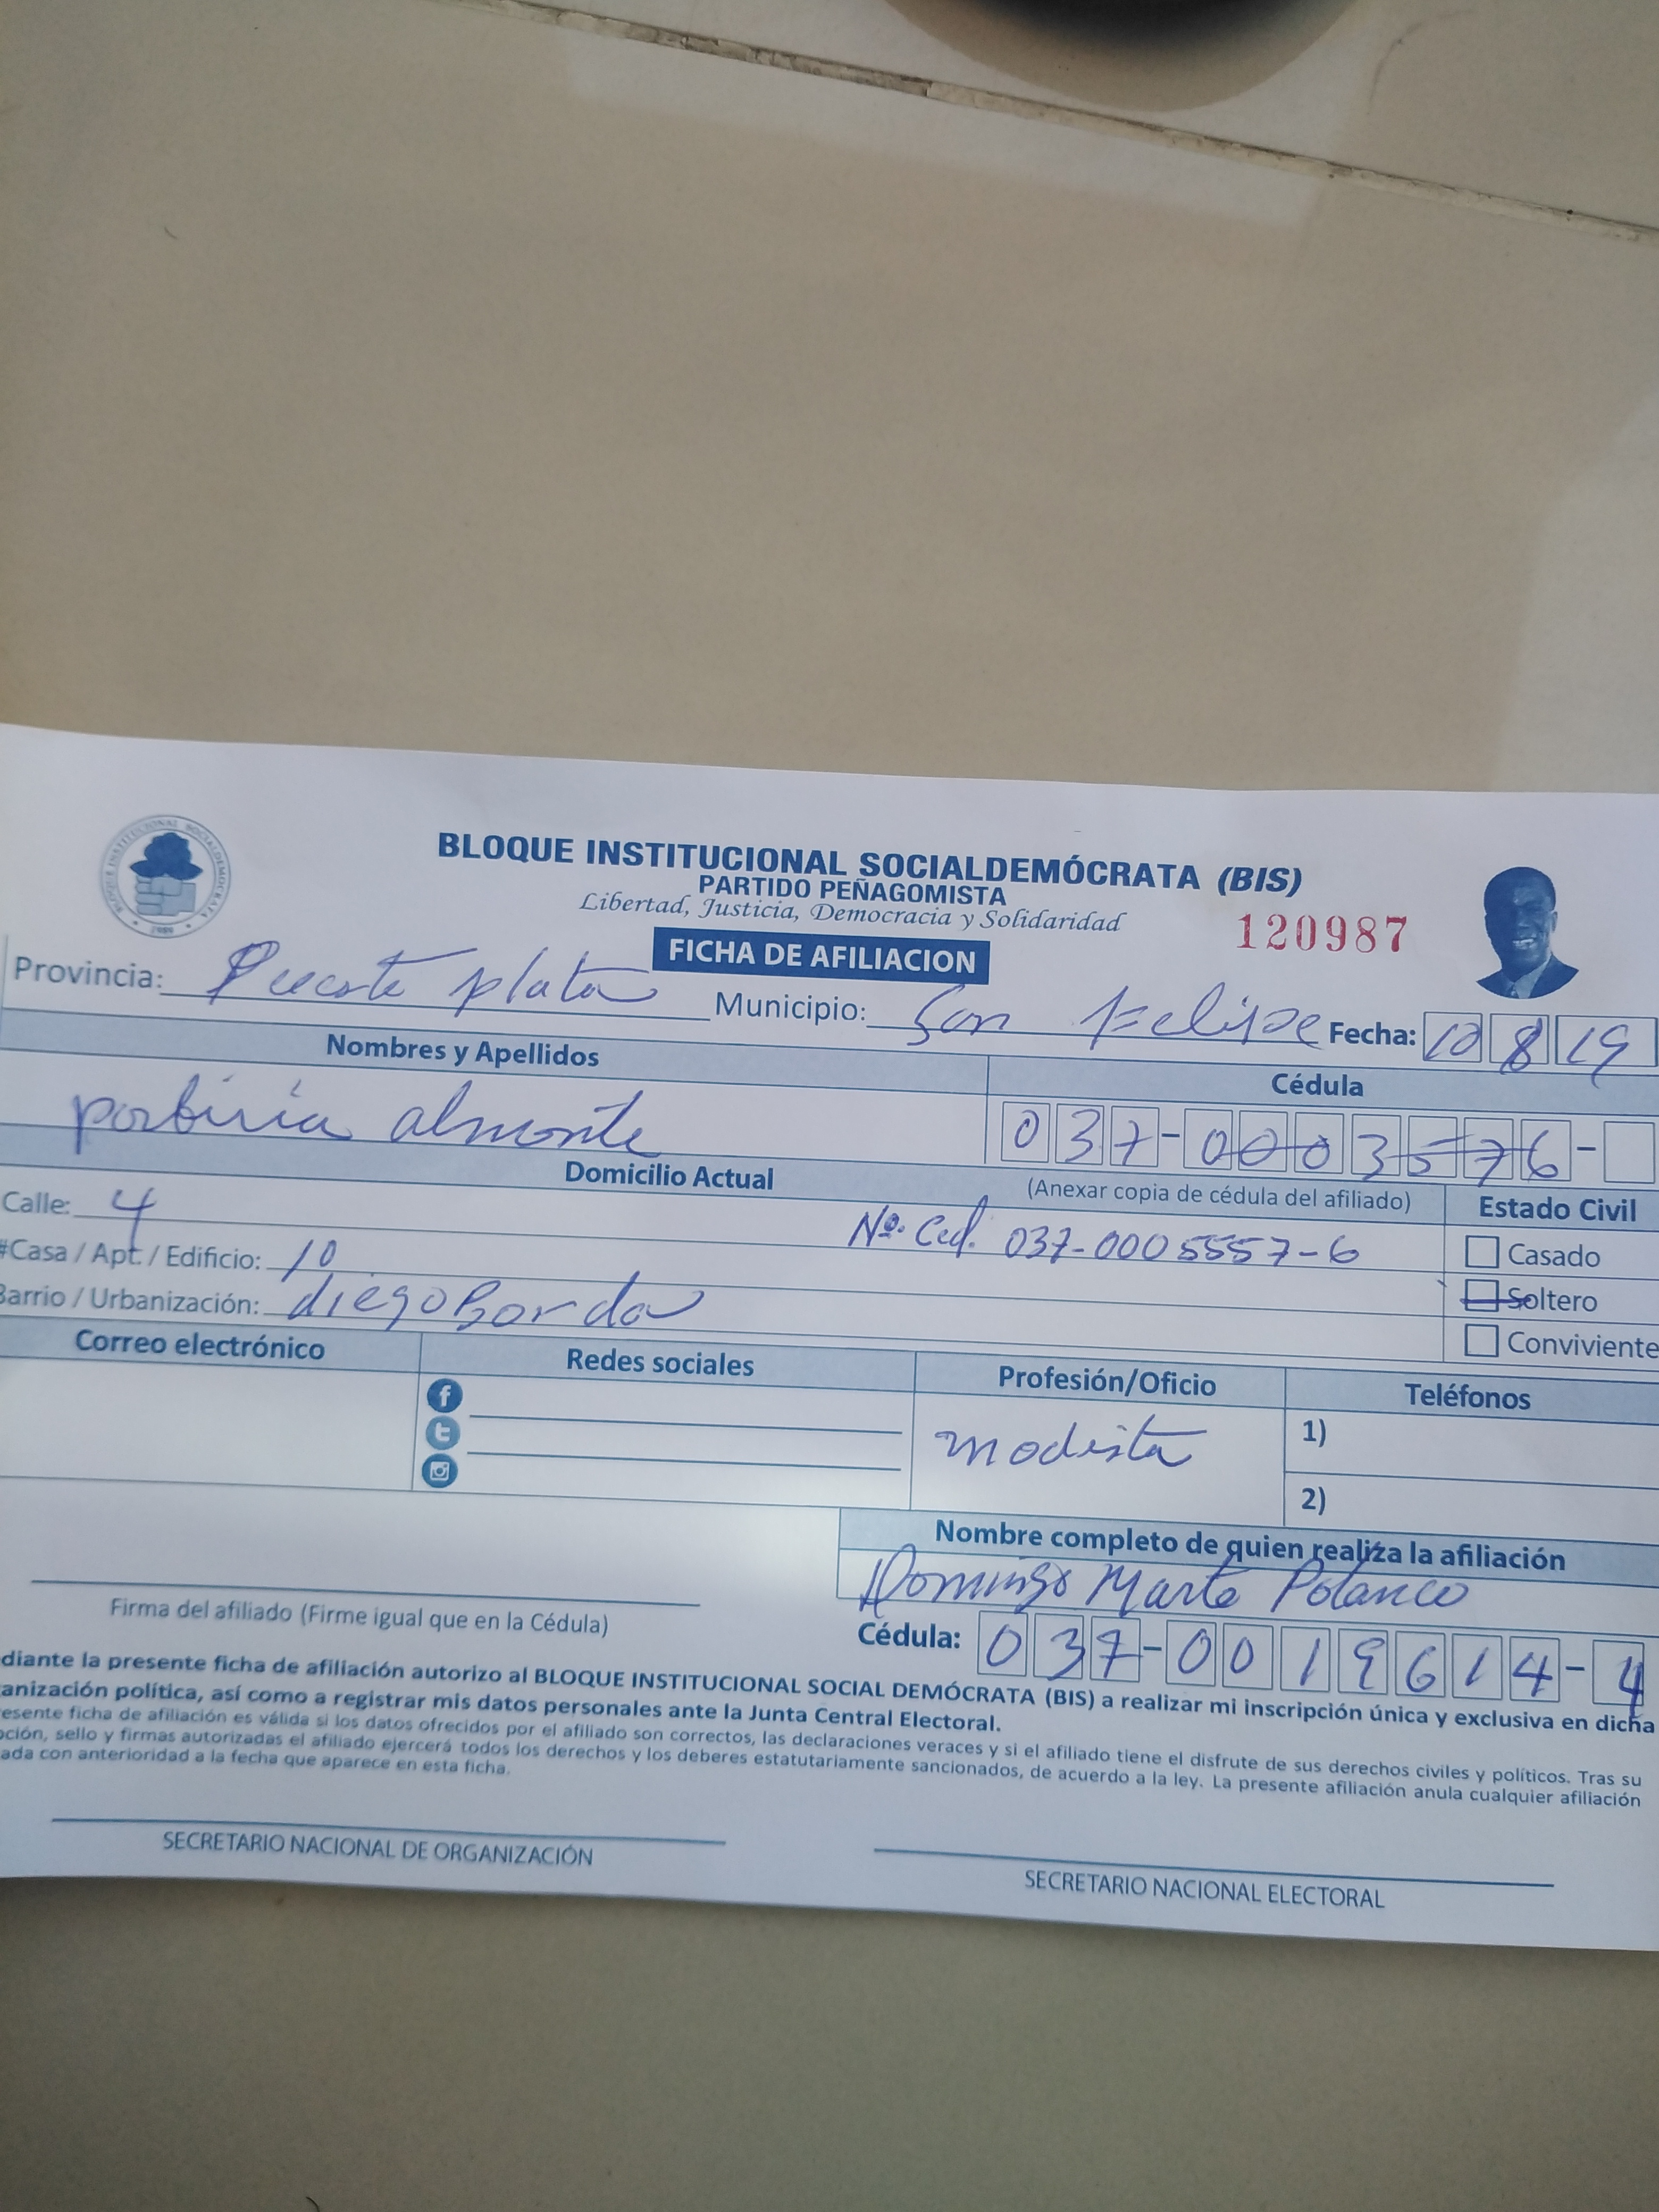 BLOQUE INSTITUCIONAL SOCIALDEMÓCRATA (BIS)
PARTIDO PEÑAGOMISTA
Libertad, Justicia, Democracia y Solidaridad
120987
FICHA DE AFILIACION
Provincia: Puerto plata Municipio: San Felipe Fecha: 10 8 19
Nombres y Apellidos
Cédula
porbiria almonte
037-0003576-
Domicilio Actual
(Anexar copia de cédula del afiliado)
Estado Civil
Calle: 4
Nº. Ced. 037-0005557-6
Casado
#Casa / Apt. / Edificio: 10
Soltero
Barrio / Urbanización: diego Borda
Conviviente
Correo electrónico
Redes sociales
Profesión/Oficio
Teléfonos
modista
1)
2)
Nombre completo de quien realiza la afiliación
Domingo Marte Polanco
Firma del afiliado (Firme igual que en la Cédula)
Cédula: 037-0019614-4
diante la presente ficha de afiliación autorizo al BLOQUE INSTITUCIONAL SOCIAL DEMÓCRATA (BIS) a realizar mi inscripción única y exclusiva en dicha
anización política, así como a registrar mis datos personales ante la Junta Central Electoral.
esente ficha de afiliación es válida si los datos ofrecidos por el afiliado son correctos, las declaraciones veraces y si el afiliado tiene el disfrute de sus derechos civiles y políticos. Tras su
ación, sello y firmas autorizadas el afiliado ejercerá todos los derechos y los deberes estatutariamente sancionados, de acuerdo a la ley. La presente afiliación anula cualquier afiliación
ada con anterioridad a la fecha que aparece en esta ficha.
SECRETARIO NACIONAL DE ORGANIZACIÓN
SECRETARIO NACIONAL ELECTORAL